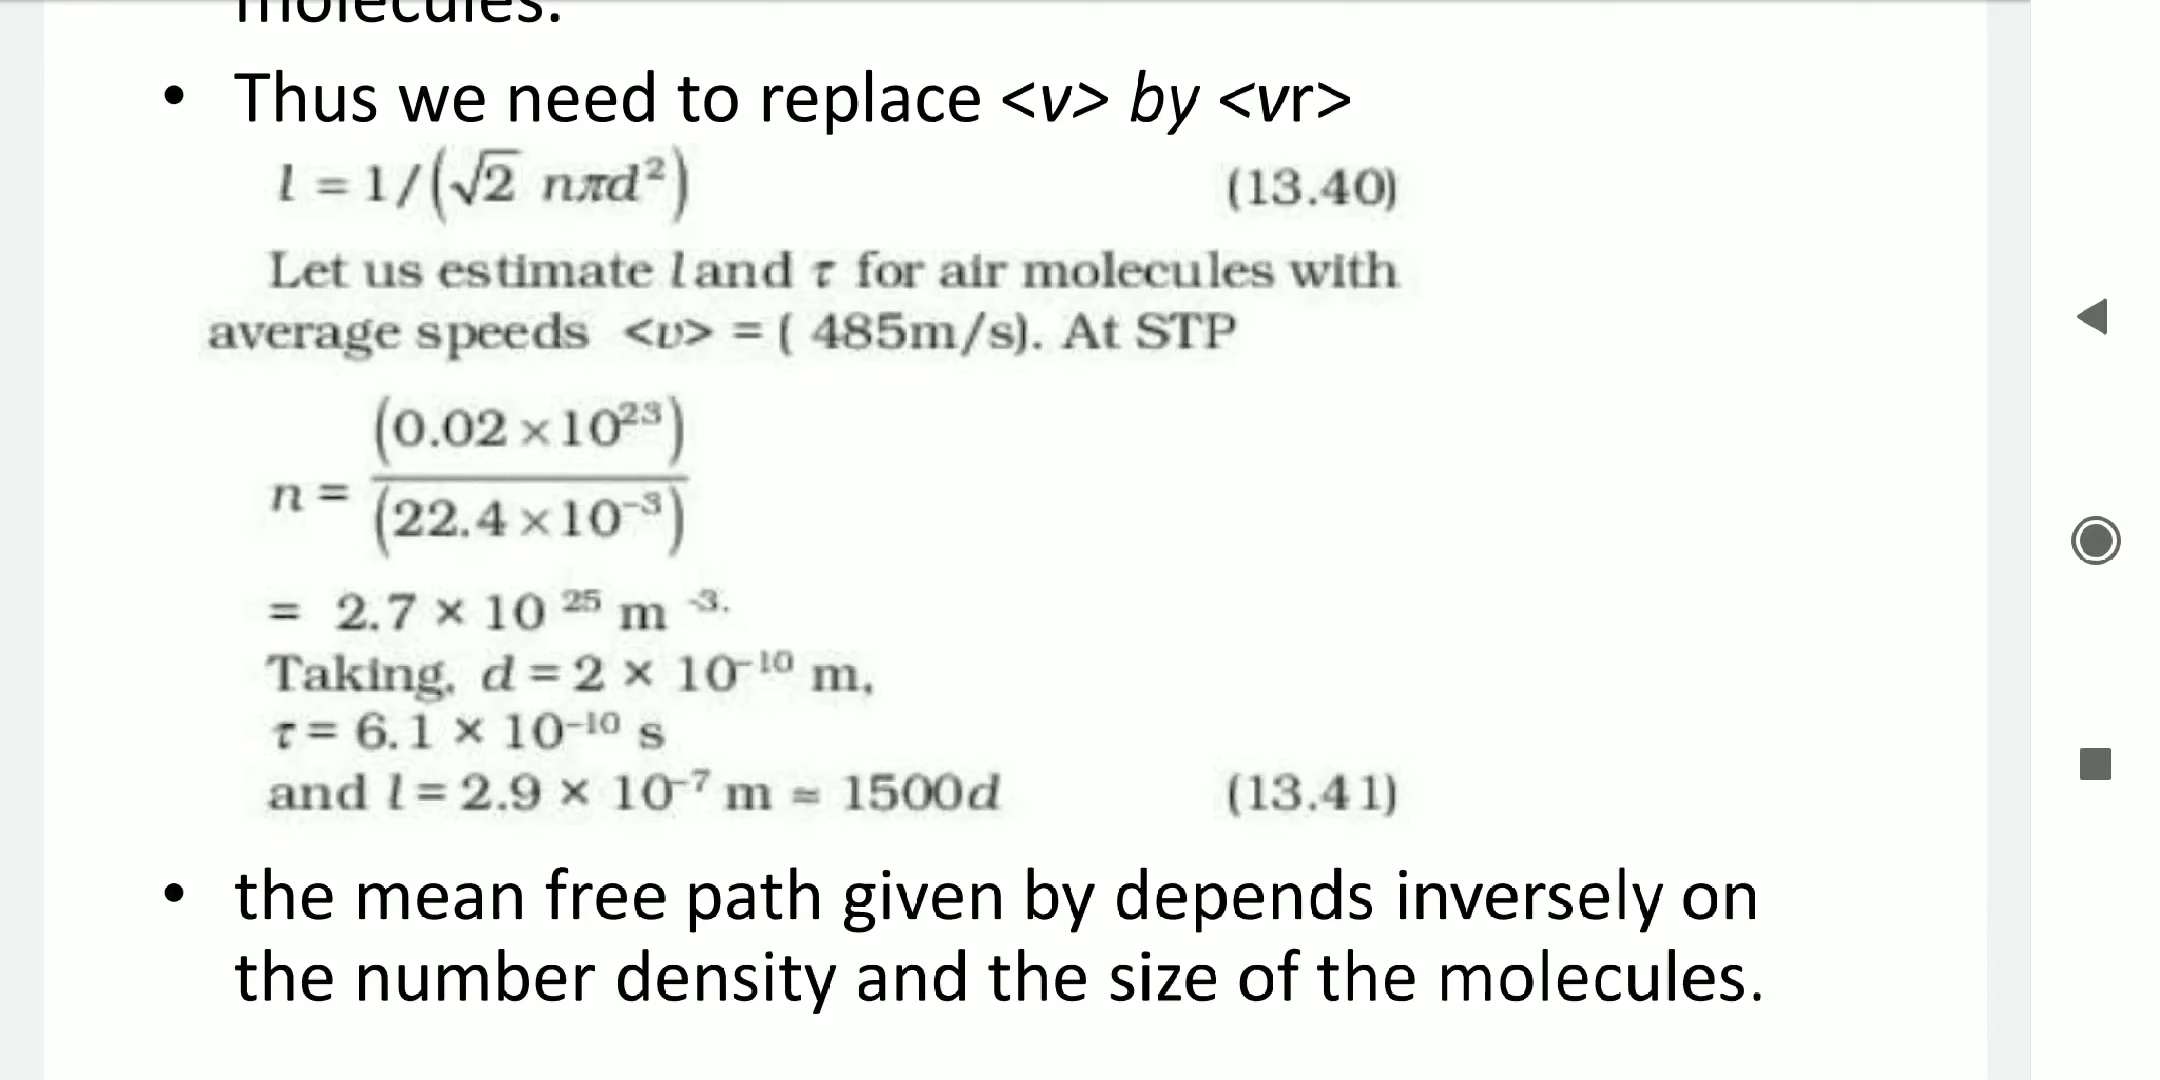 molecules.
• Thus we need to replace <v> by <vr>
l = 1/(√2 nπd²) (13.40)
Let us estimate l and τ for air molecules with
average speeds <v> = ( 485m/s). At STP
n = (0.02 × 10²³) / (22.4 × 10⁻³)
= 2.7 × 10 ²⁵ m ⁻³.
Taking, d = 2 × 10⁻¹⁰ m,
τ = 6.1 × 10⁻¹⁰ s
and l = 2.9 × 10⁻⁷ m ≈ 1500d (13.41)
• the mean free path given by depends inversely on
the number density and the size of the molecules.